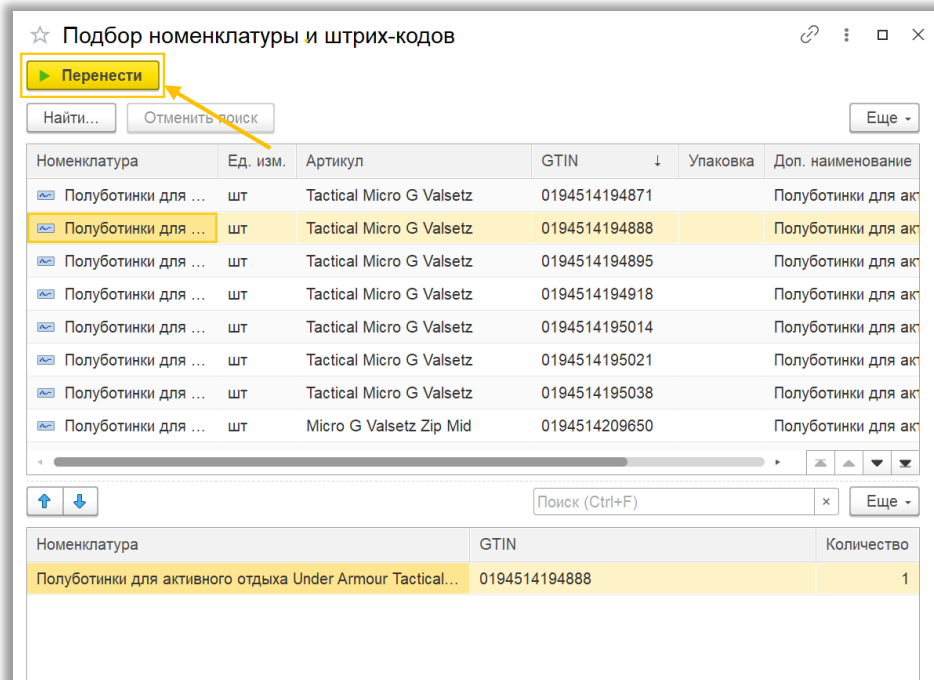 Подбор номенклатуры и штрих-кодов
Перенести
Найти... Отменить поиск Еще
Номенклатура Ед. изм. Артикул GTIN ↓ Упаковка Доп. наименование
Полуботинки для ... шт Tactical Micro G Valsetz 0194514194871 Полуботинки для акт
Полуботинки для ... шт Tactical Micro G Valsetz 0194514194888 Полуботинки для акт
Полуботинки для ... шт Tactical Micro G Valsetz 0194514194895 Полуботинки для акт
Полуботинки для ... шт Tactical Micro G Valsetz 0194514194918 Полуботинки для акт
Полуботинки для ... шт Tactical Micro G Valsetz 0194514195014 Полуботинки для акт
Полуботинки для ... шт Tactical Micro G Valsetz 0194514195021 Полуботинки для акт
Полуботинки для ... шт Tactical Micro G Valsetz 0194514195038 Полуботинки для акт
Полуботинки для ... шт Micro G Valsetz Zip Mid 0194514209650 Полуботинки для акт
Поиск (Ctrl+F) × Еще
Номенклатура GTIN Количество
Полуботинки для активного отдыха Under Armour Tactical... 0194514194888 1